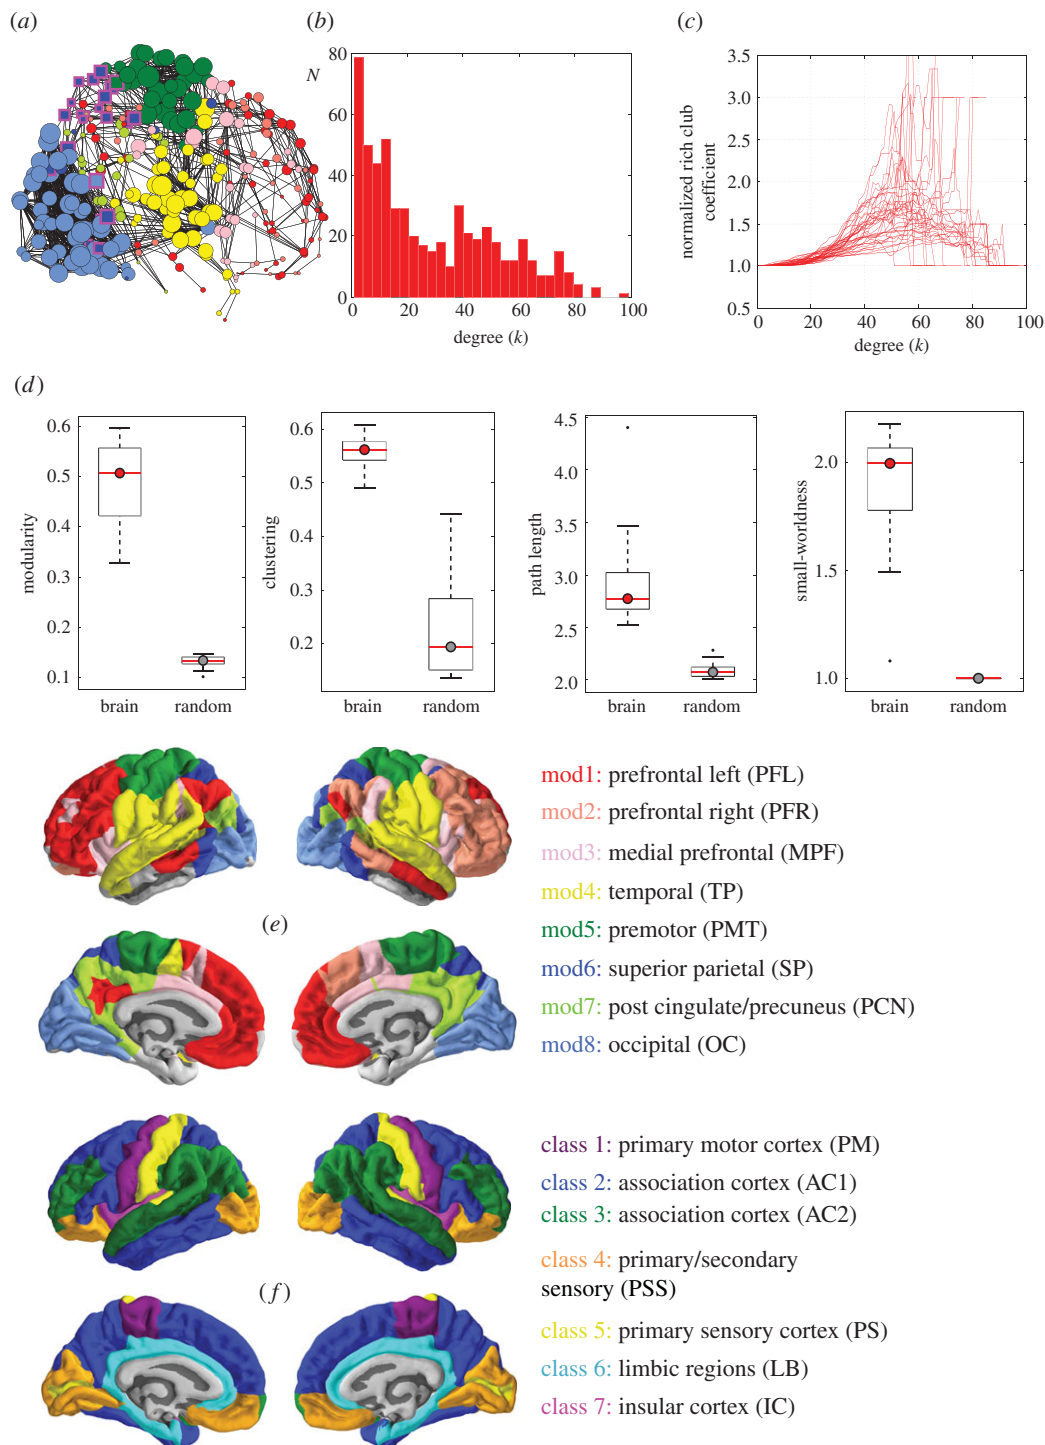 (a)
(b)
N
80
60
40
20
0
0 20 40 60 80 100
degree (k)
(c)
normalized rich club
coefficient
3.5
3.0
2.5
2.0
1.5
1.0
0.5
0 20 40 60 80 100
degree (k)
(d)
modularity
0.6
0.5
0.4
0.3
0.2
0.1
brain random
clustering
0.6
0.5
0.4
0.3
0.2
brain random
path length
4.5
4.0
3.5
3.0
2.5
2.0
brain random
small-worldness
2.0
1.5
1.0
brain random
(e)
mod1: prefrontal left (PFL)
mod2: prefrontal right (PFR)
mod3: medial prefrontal (MPF)
mod4: temporal (TP)
mod5: premotor (PMT)
mod6: superior parietal (SP)
mod7: post cingulate/precuneus (PCN)
mod8: occipital (OC)
(f)
class 1: primary motor cortex (PM)
class 2: association cortex (AC1)
class 3: association cortex (AC2)
class 4: primary/secondary
sensory (PSS)
class 5: primary sensory cortex (PS)
class 6: limbic regions (LB)
class 7: insular cortex (IC)